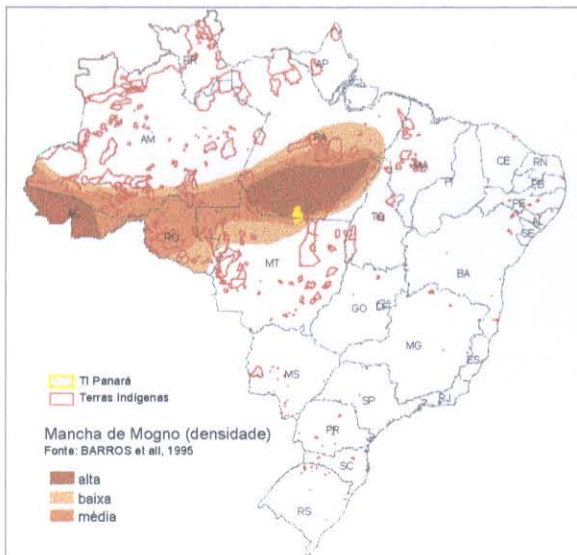 RR
AP
AM
PA
MA
CE
RN
PB
PI
PE
AL
SE
AC
RO
TO
MT
BA
GO
DF
MG
ES
MS
SP
RJ
PR
SC
RS
TI Panará
Terras Indígenas
Mancha de Mogno (densidade)
Fonte: BARROS et all, 1995
alta
baixa
média